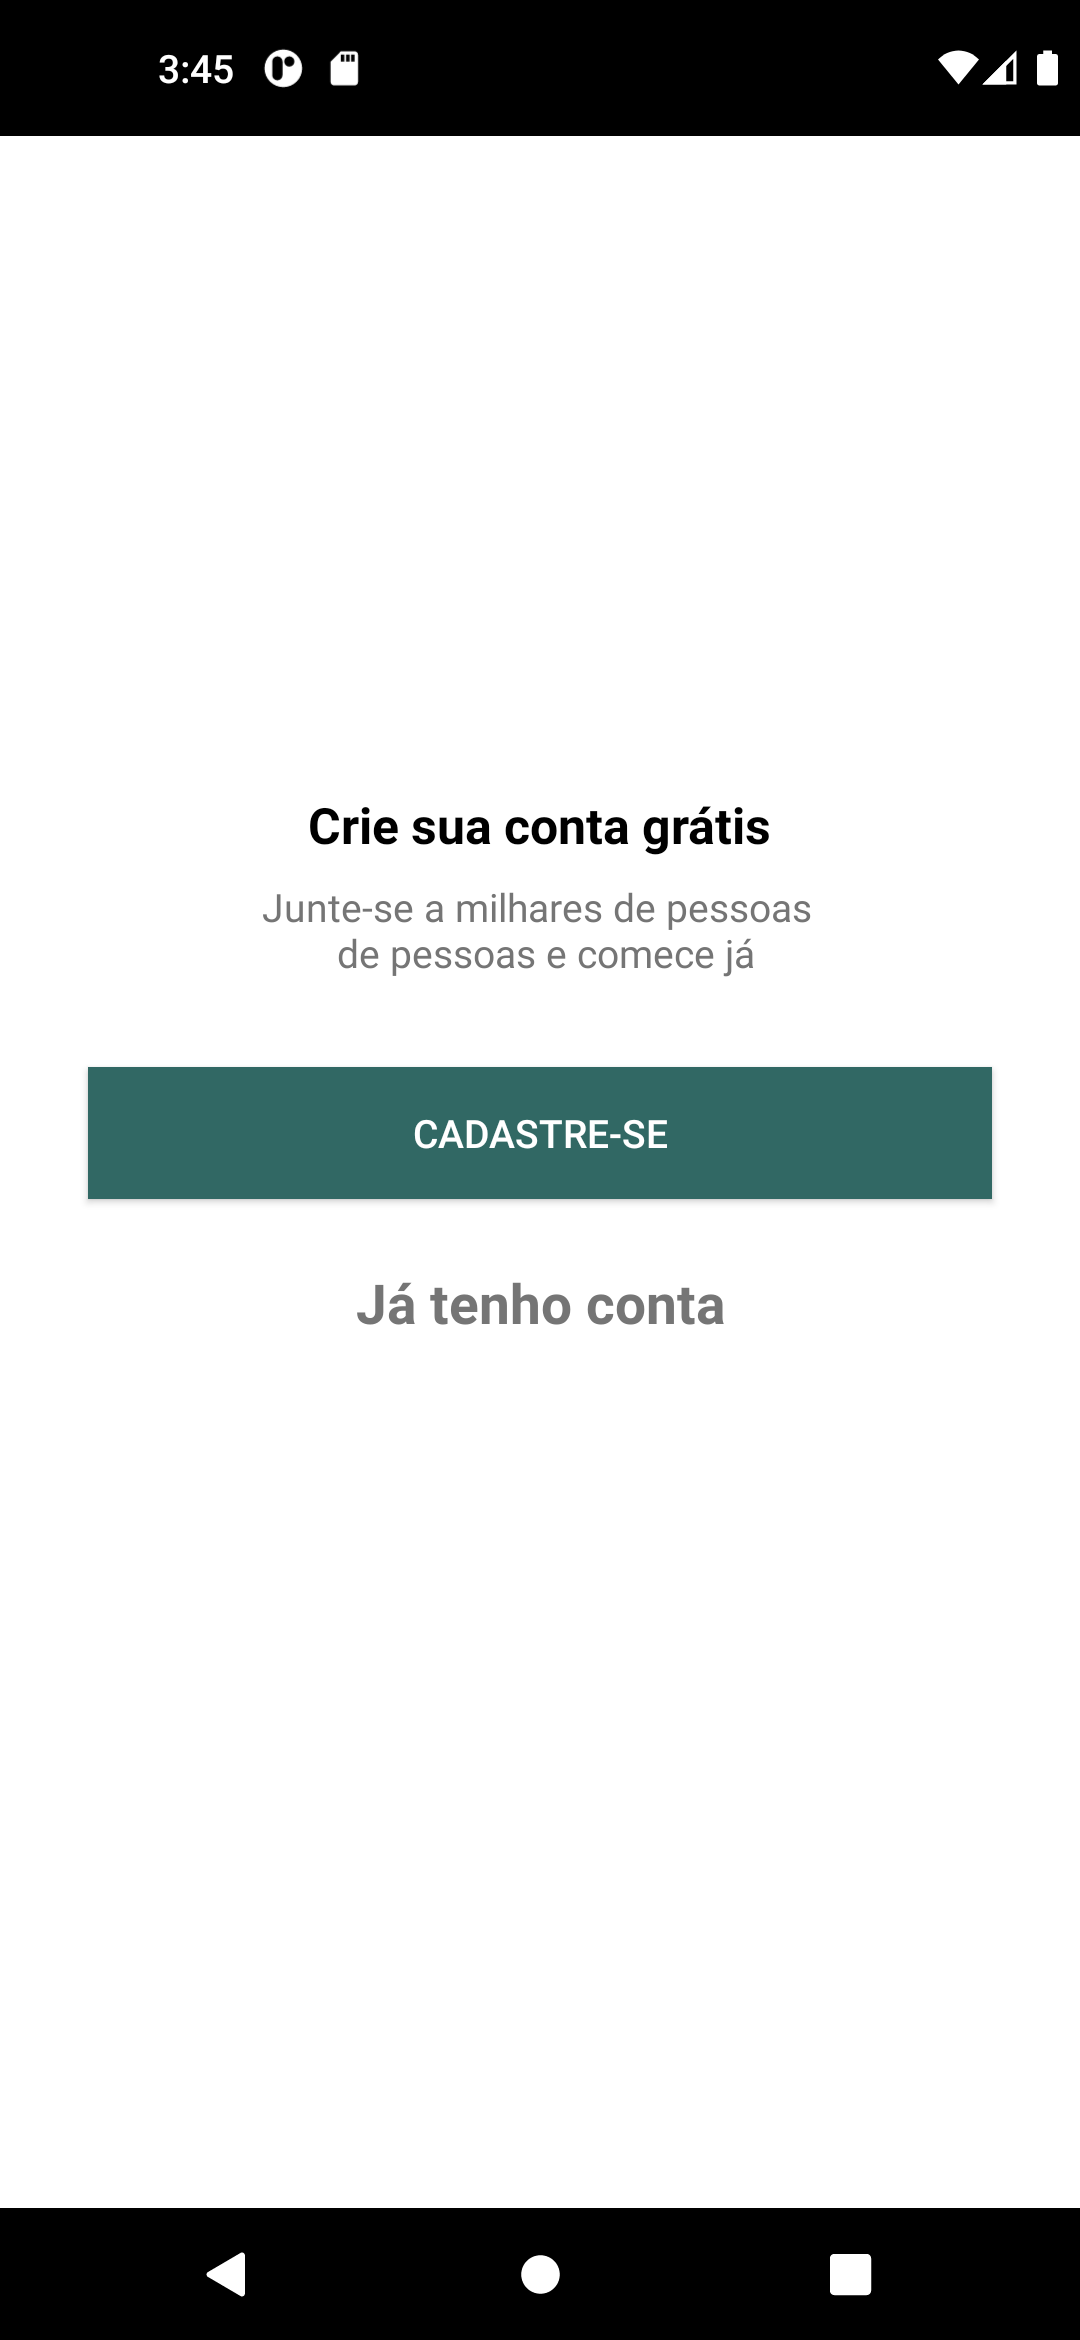 3:45
Crie sua conta grátis
Junte-se a milhares de pessoas
de pessoas e comece já
CADASTRE-SE
Já tenho conta